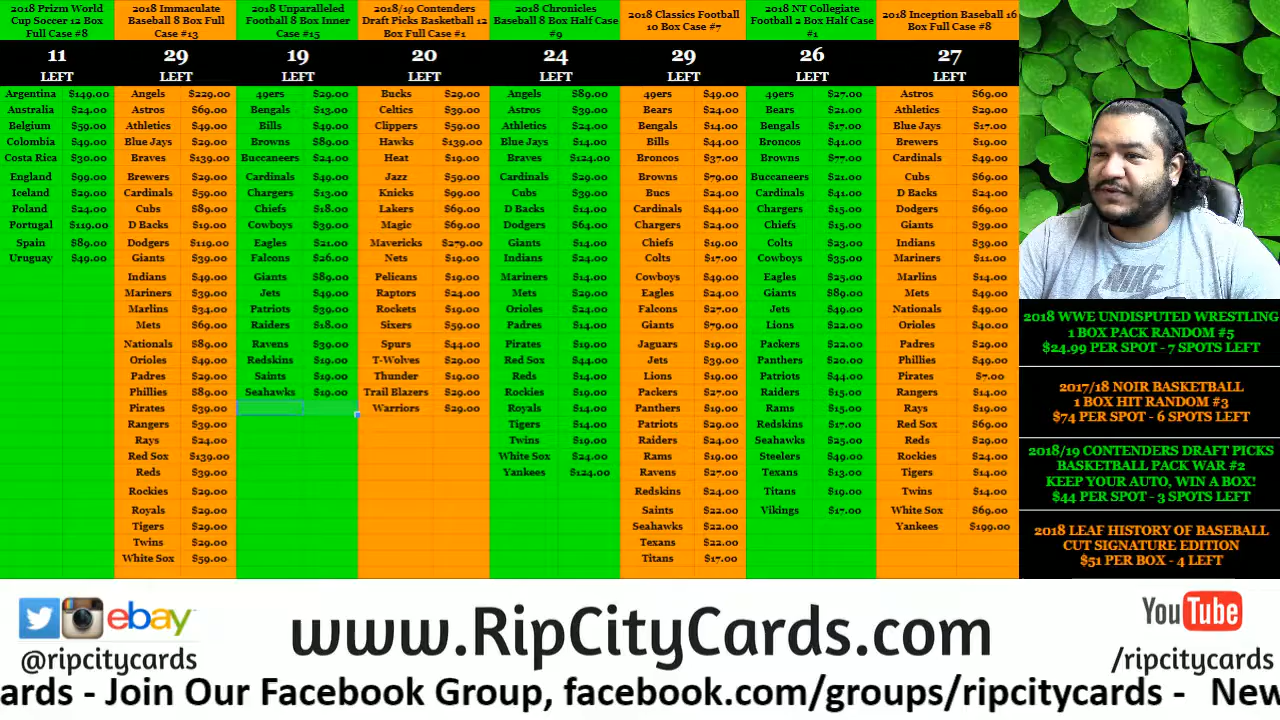 2018 Prizm World
Cup Soccer 12 Box
Full Case #8
11
LEFT
Argentina $149.00
Australia $24.00
Belgium $59.00
Colombia $49.00
Costa Rica $30.00
England $99.00
Iceland $29.00
Poland $24.00
Portugal $119.00
Spain $89.00
Uruguay $49.00
2018 Immaculate
Baseball 8 Box Full
Case #13
29
LEFT
Angels $229.00
Astros $69.00
Athletics $49.00
Blue Jays $29.00
Braves $139.00
Brewers $29.00
Cardinals $59.00
Cubs $89.00
D Backs $19.00
Dodgers $119.00
Giants $39.00
Indians $49.00
Mariners $39.00
Marlins $34.00
Mets $69.00
Nationals $89.00
Orioles $49.00
Padres $29.00
Phillies $89.00
Pirates $39.00
Rangers $39.00
Rays $24.00
Red Sox $139.00
Reds $39.00
Rockies $29.00
Royals $29.00
Tigers $29.00
Twins $29.00
White Sox $59.00
2018 Unparalleled
Football 8 Box Inner
Case #15
19
LEFT
49ers $29.00
Bengals $13.00
Bills $49.00
Browns $89.00
Buccaneers $24.00
Cardinals $49.00
Chargers $13.00
Chiefs $18.00
Cowboys $39.00
Eagles $21.00
Falcons $26.00
Giants $89.00
Jets $49.00
Patriots $39.00
Raiders $18.00
Ravens $39.00
Redskins $19.00
Saints $19.00
Seahawks $19.00
2018/19 Contenders
Draft Picks Basketball 12
Box Full Case #1
20
LEFT
Bucks $29.00
Celtics $39.00
Clippers $59.00
Hawks $139.00
Heat $19.00
Jazz $59.00
Knicks $99.00
Lakers $69.00
Magic $69.00
Mavericks $279.00
Nets $19.00
Pelicans $19.00
Raptors $24.00
Rockets $19.00
Sixers $59.00
Spurs $44.00
T-Wolves $29.00
Thunder $19.00
Trail Blazers $29.00
Warriors $29.00
2018 Chronicles
Baseball 8 Box Half Case
#9
24
LEFT
Angels $89.00
Astros $39.00
Athletics $24.00
Blue Jays $14.00
Braves $124.00
Cardinals $29.00
Cubs $39.00
D Backs $14.00
Dodgers $64.00
Giants $14.00
Indians $24.00
Mariners $14.00
Mets $29.00
Orioles $24.00
Padres $14.00
Pirates $19.00
Red Sox $44.00
Reds $14.00
Rockies $19.00
Royals $14.00
Tigers $14.00
Twins $19.00
White Sox $24.00
Yankees $124.00
2018 Classics Football
10 Box Case #7
29
LEFT
49ers $49.00
Bears $24.00
Bengals $14.00
Bills $44.00
Broncos $37.00
Browns $79.00
Bucs $24.00
Cardinals $44.00
Chargers $24.00
Chiefs $19.00
Colts $17.00
Cowboys $49.00
Eagles $24.00
Falcons $27.00
Giants $79.00
Jaguars $19.00
Jets $39.00
Lions $19.00
Packers $27.00
Panthers $19.00
Patriots $29.00
Raiders $24.00
Rams $19.00
Ravens $27.00
Redskins $24.00
Saints $22.00
Seahawks $22.00
Texans $22.00
Titans $17.00
2018 NT Collegiate
Football 2 Box Half Case
#1
26
LEFT
49ers $27.00
Bears $21.00
Bengals $17.00
Broncos $41.00
Browns $77.00
Buccaneers $21.00
Cardinals $41.00
Chargers $15.00
Chiefs $15.00
Colts $23.00
Cowboys $35.00
Eagles $25.00
Giants $89.00
Jets $49.00
Lions $22.00
Packers $22.00
Panthers $20.00
Patriots $44.00
Raiders $15.00
Rams $15.00
Redskins $17.00
Seahawks $25.00
Steelers $49.00
Texans $13.00
Titans $19.00
Vikings $17.00
2018 Inception Baseball 16
Box Full Case #8
27
LEFT
Astros $69.00
Athletics $29.00
Blue Jays $17.00
Brewers $19.00
Cardinals $49.00
Cubs $69.00
D Backs $24.00
Dodgers $69.00
Giants $39.00
Indians $39.00
Mariners $11.00
Marlins $14.00
Mets $49.00
Nationals $49.00
Orioles $40.00
Padres $29.00
Phillies $49.00
Pirates $7.00
Rangers $14.00
Rays $19.00
Red Sox $69.00
Reds $29.00
Rockies $24.00
Tigers $14.00
Twins $14.00
White Sox $69.00
Yankees $199.00
NIKE
2018 WWE UNDISPUTED WRESTLING
1 BOX PACK RANDOM #5
$24.99 PER SPOT - 7 SPOTS LEFT
2017/18 NOIR BASKETBALL
1 BOX HIT RANDOM #3
$74 PER SPOT - 6 SPOTS LEFT
2018/19 CONTENDERS DRAFT PICKS
BASKETBALL PACK WAR #2
KEEP YOUR AUTO, WIN A BOX!
$44 PER SPOT - 3 SPOTS LEFT
2018 LEAF HISTORY OF BASEBALL
CUT SIGNATURE EDITION
$51 PER BOX - 4 LEFT
ebay
@ripcitycards
www.RipCityCards.com
YouTube
/ripcitycards
ards - Join Our Facebook Group, facebook.com/groups/ripcitycards - New